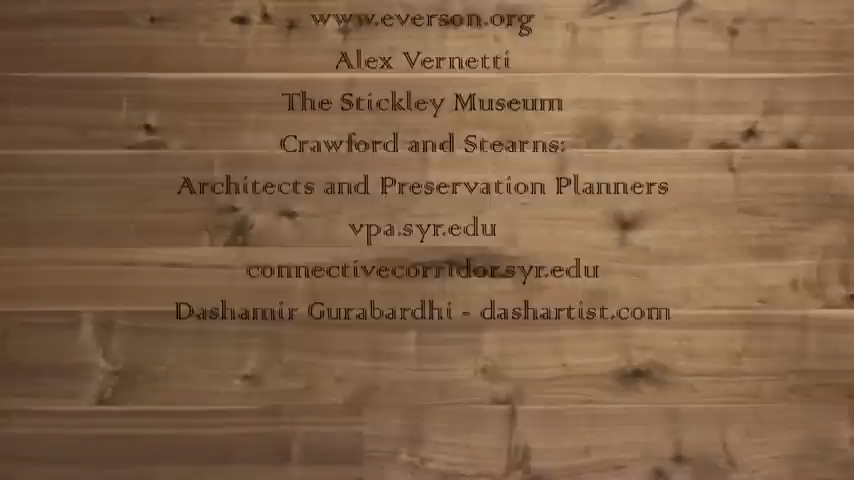 www.everson.org
Alex Vernetti
The Stickley Museum
Crawford and Stearns:
Architects and Preservation Planners
vpa.syr.edu
connectivecorridor.syr.edu
Dashamir Gurabardhi - dashartist.com